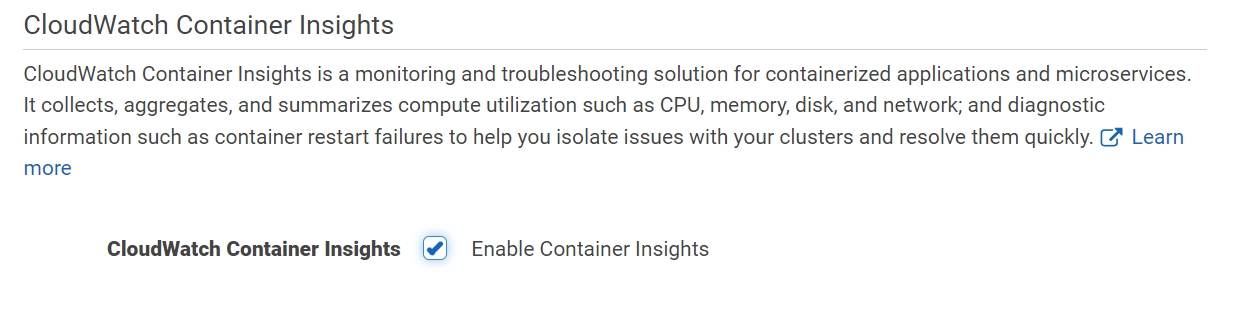 CloudWatch Container Insights
CloudWatch Container Insights is a monitoring and troubleshooting solution for containerized applications and microservices.
It collects, aggregates, and summarizes compute utilization such as CPU, memory, disk, and network; and diagnostic
information such as container restart failures to help you isolate issues with your clusters and resolve them quickly. Learn
more
CloudWatch Container Insights Enable Container Insights